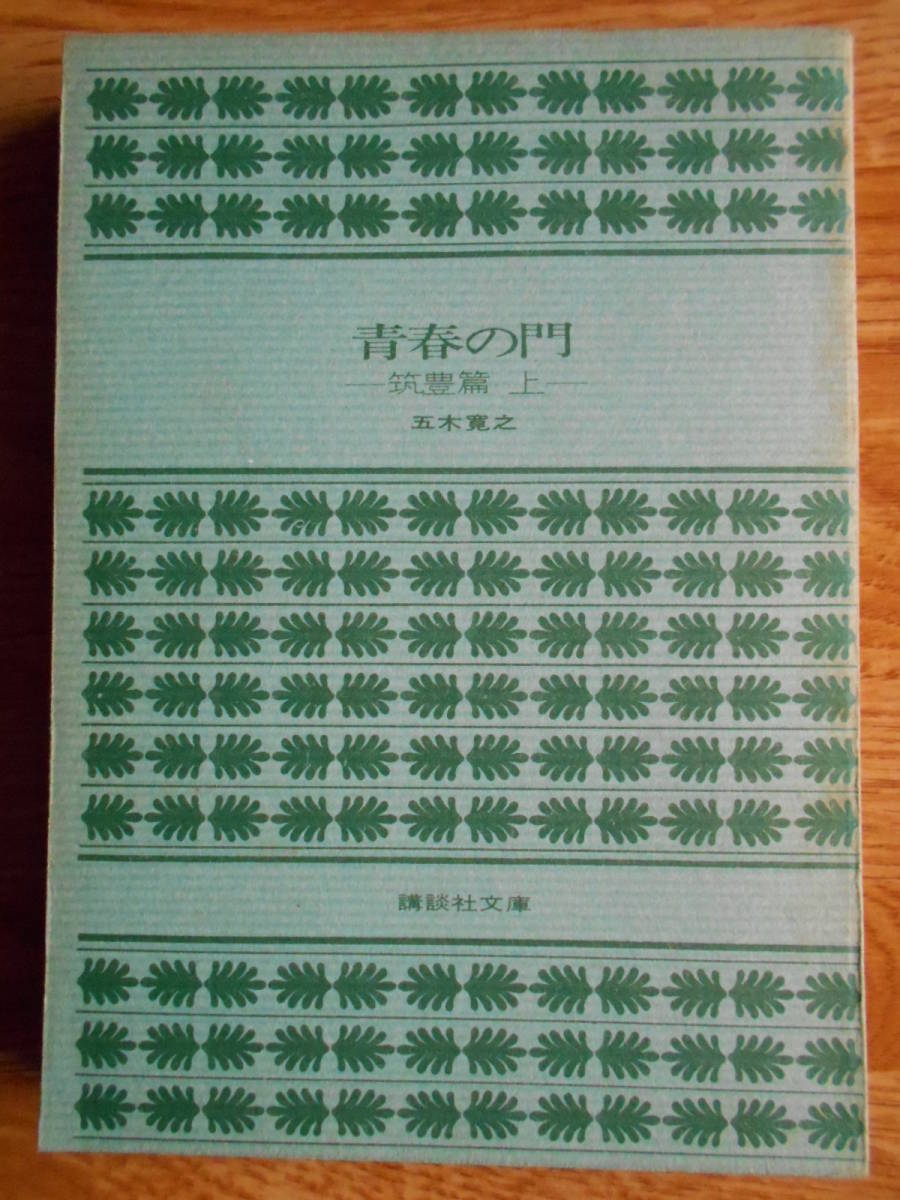 青春の門
—筑豊篇 上—
五木寛之
講談社文庫